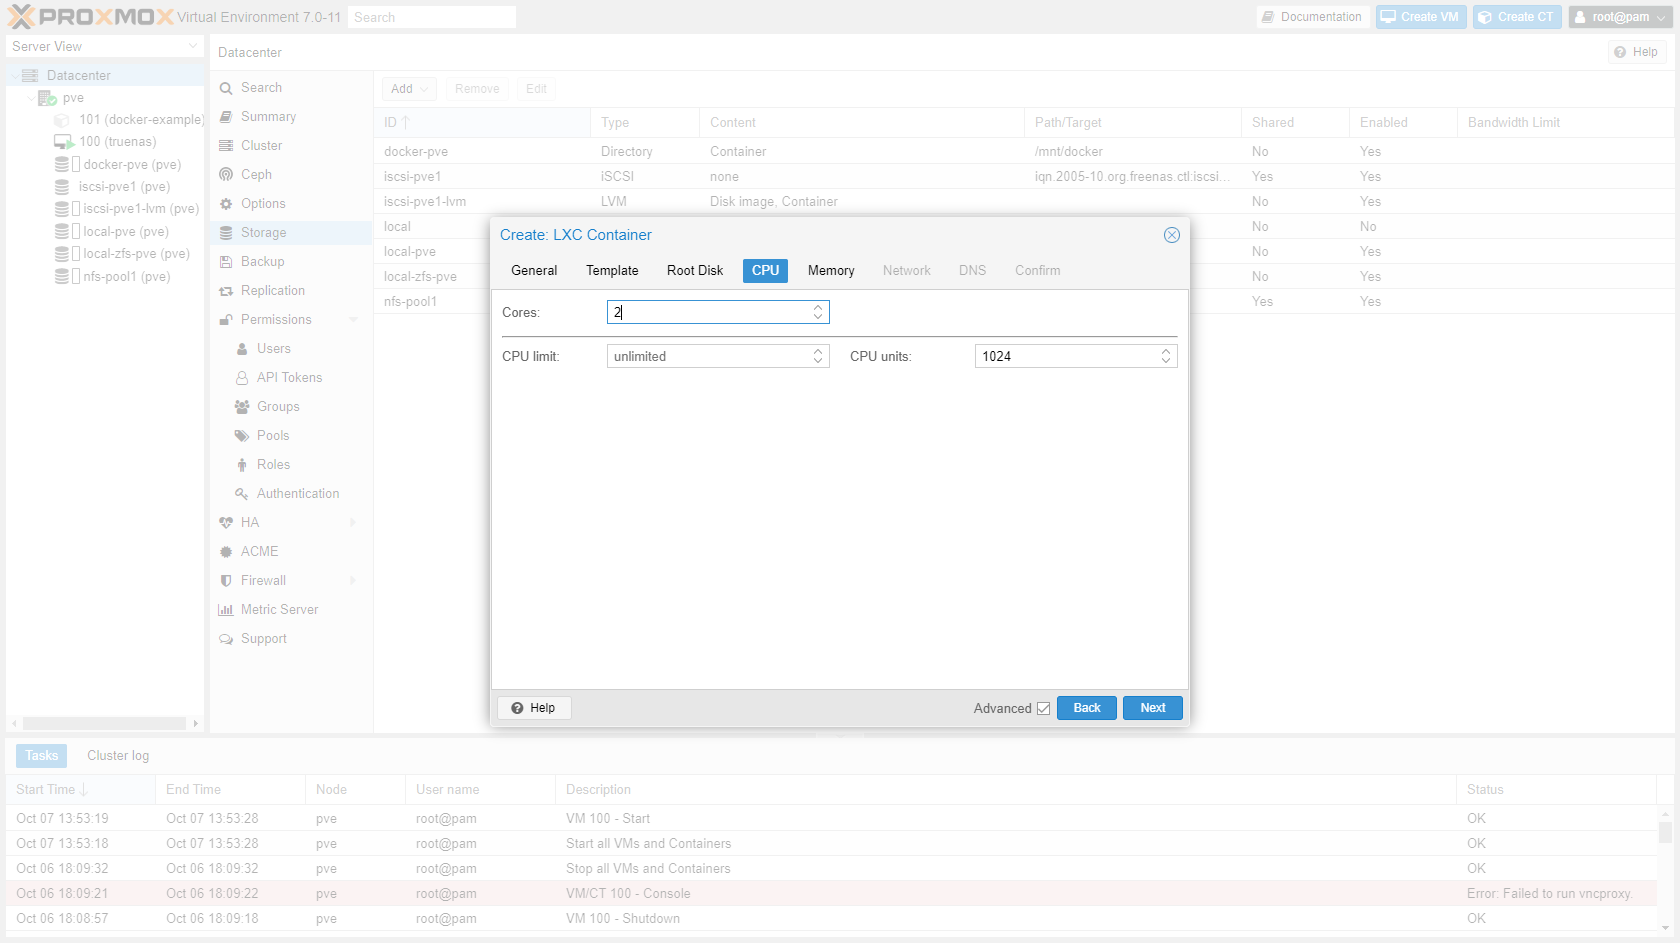 PROXMOX Virtual Environment 7.0-11 Search Documentation Create VM Create CT root@pam
Server View
Datacenter
pve
101 (docker-example)
100 (truenas)
docker-pve (pve)
iscsi-pve1 (pve)
iscsi-pve1-lvm (pve)
local-pve (pve)
local-zfs-pve (pve)
nfs-pool1 (pve)
Datacenter Help
Search
Summary
Cluster
Ceph
Options
Storage
Backup
Replication
Permissions
Users
API Tokens
Groups
Pools
Roles
Authentication
HA
ACME
Firewall
Metric Server
Support
Add Remove Edit
ID Type Content Path/Target Shared Enabled Bandwidth Limit
docker-pve Directory Container /mnt/docker No Yes
iscsi-pve1 iSCSI none iqn.2005-10.org.freenas.ctl:iscsi... Yes Yes
iscsi-pve1-lvm LVM Disk image, Container No Yes
local No No
local-pve No Yes
local-zfs-pve No Yes
nfs-pool1 Yes Yes
Create: LXC Container
General Template Root Disk CPU Memory Network DNS Confirm
Cores: 2
CPU limit: unlimited CPU units: 1024
Help Advanced Back Next
Tasks Cluster log
Start Time End Time Node User name Description Status
Oct 07 13:53:19 Oct 07 13:53:28 pve root@pam VM 100 - Start OK
Oct 07 13:53:18 Oct 07 13:53:28 pve root@pam Start all VMs and Containers OK
Oct 06 18:09:32 Oct 06 18:09:32 pve root@pam Stop all VMs and Containers OK
Oct 06 18:09:21 Oct 06 18:09:22 pve root@pam VM/CT 100 - Console Error: Failed to run vncproxy.
Oct 06 18:08:57 Oct 06 18:09:18 pve root@pam VM 100 - Shutdown OK